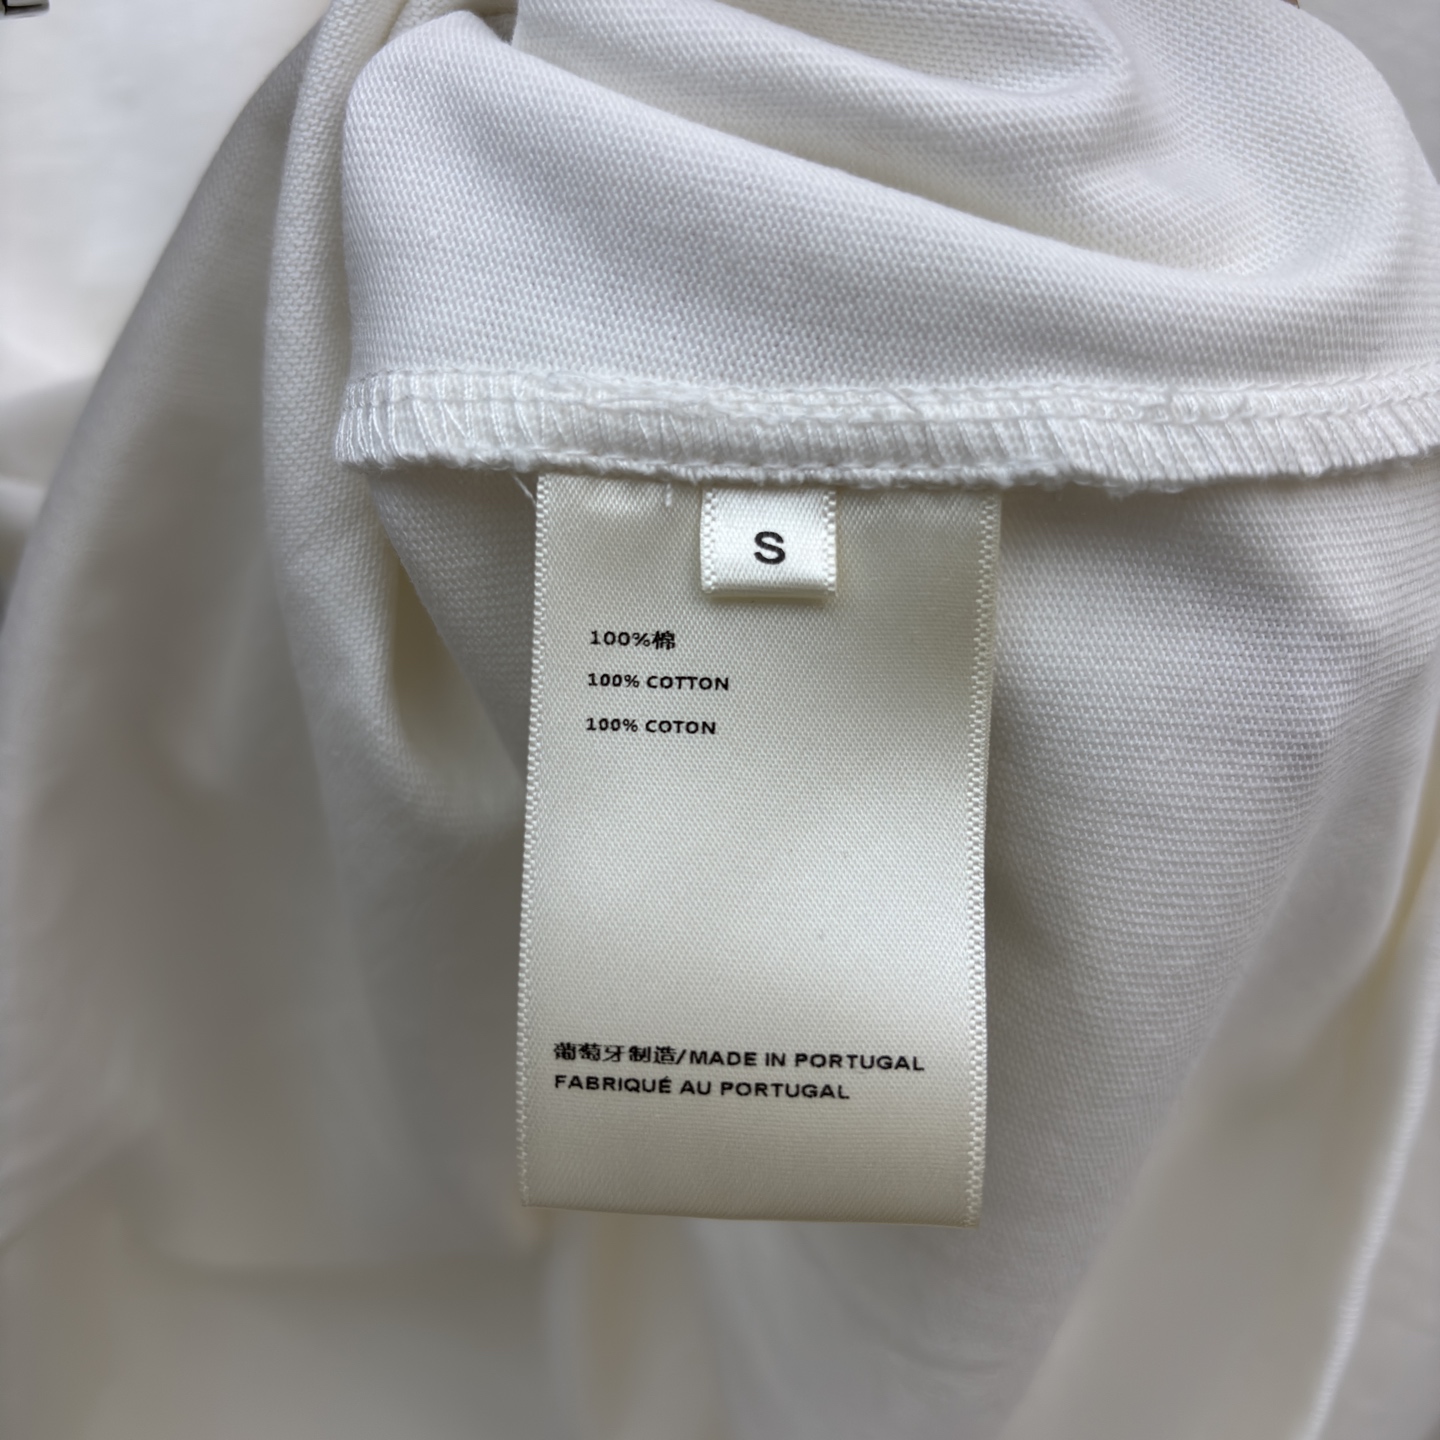 S
100%棉
100% COTTON
100% COTON
葡萄牙制造/MADE IN PORTUGAL
FABRIQUÉ AU PORTUGAL